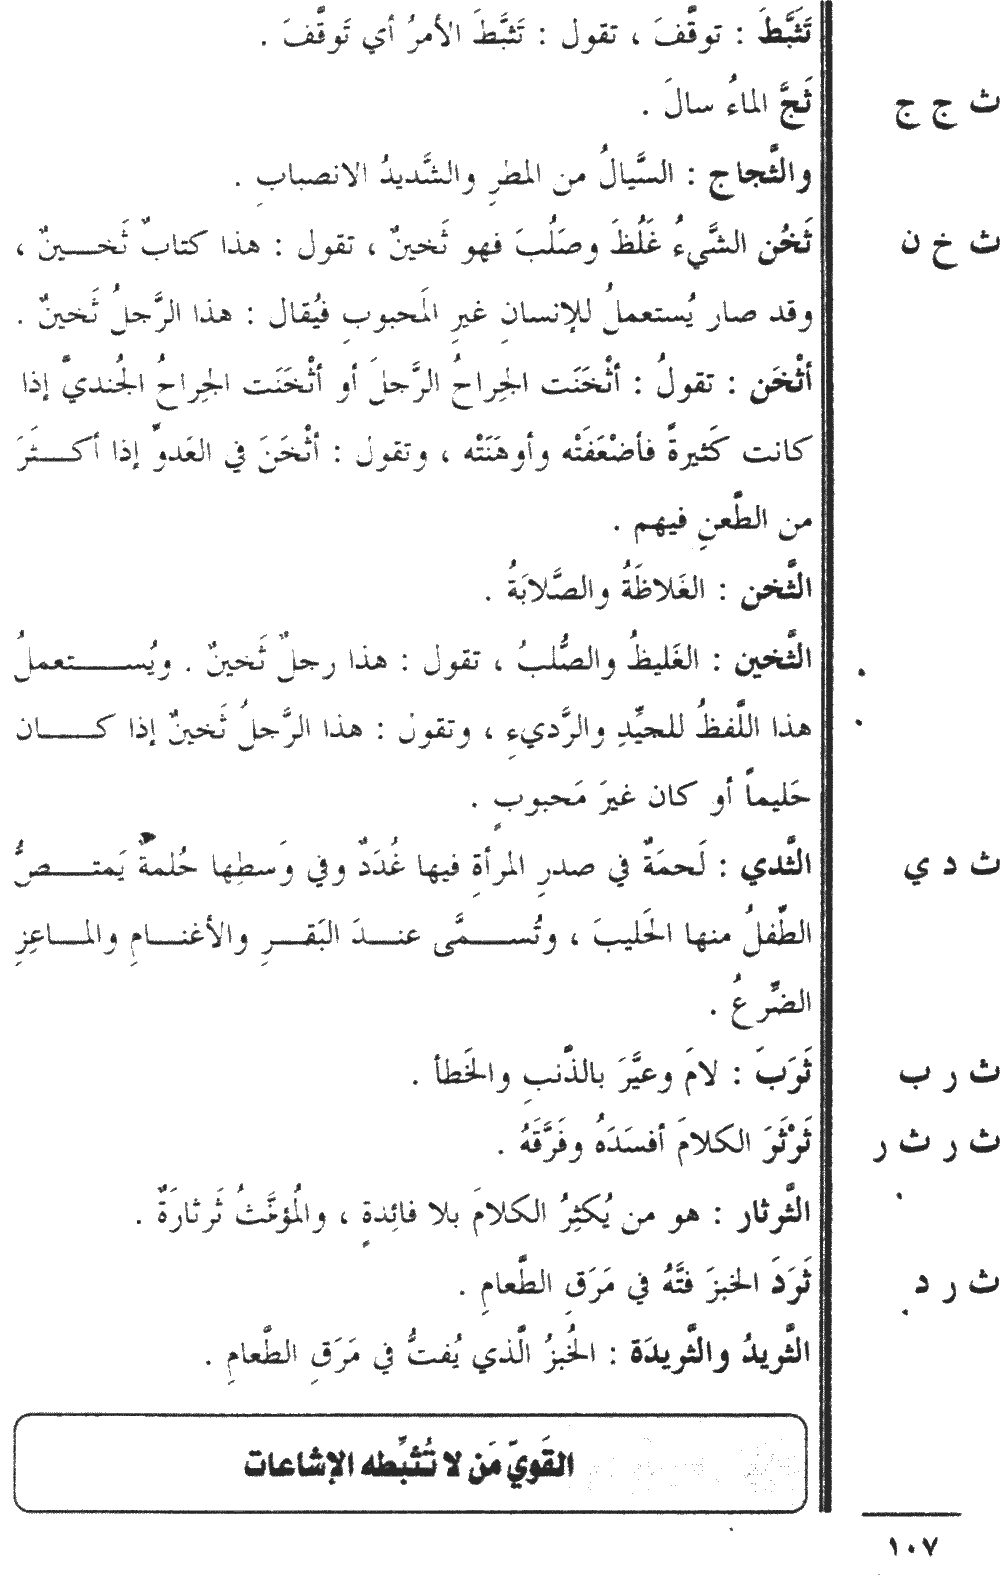 تَثَبَّطَ : توقَّفَ ، تقول : تَثبَّطَ الأمرُ أي تَوقَّفَ .
ث ج ج ثَجَّ الماءُ سالَ .
والثَّجاج : السَّيالُ من المطرِ والشَّديدُ الانصبابِ .
ث خ ن ثَخُن الشَّيءُ غَلُظَ وصَلُبَ فهو ثَخينٌ ، تقول : هذا كتابٌ ثَخينٌ ،
وقد صار يُستعملُ للإنسانِ غيرِ المَحبوبِ فيُقال : هذا الرَّجلُ ثَخينٌ .
أثْخَن : تقولُ : أثْخَنَت الجِراحُ الرَّجلَ أو أثْخَنَت الجِراحُ الجُنديَّ إذا
كانت كَثيرةً فأضْعَفَتْه وأوهَنَتْه ، وتقول : أثْخَنَ في العَدوِّ إذا أكثَرَ
من الطَّعنِ فيهم .
الثَّخن : الغَلاظَةُ والصَّلابَةُ .
الثَّخين : الغَليظُ والصُّلبُ ، تقول : هذا رجلٌ ثَخينٌ . ويُستعملُ
هذا اللَّفظُ للجيِّدِ والرَّديءِ ، وتقول : هذا الرَّجلُ ثَخينٌ إذا كان
حَليماً أو كان غيرَ مَحبوبٍ .
ث د ي الثَّدي : لَحمَةٌ في صدرِ المرأةِ فيها غُدَدٌ وفي وَسطِها حُلمةٌ يَمتصُّ
الطِّفلُ منها الحَليبَ ، وتُسمَّى عندَ البَقرِ والأغنامِ والماعِزِ
الضَّرعُ .
ث ر ب ثَرَبَ : لامَ وعيَّرَ بالذَّنبِ والخَطأ .
ث ر ث ر ثَرْثَرَ الكلامَ أفسَدَهُ وفَرَّقَهُ .
الثَّرثار : هو من يُكثِرُ الكلامَ بلا فائِدةٍ ، والمُؤنَّثُ ثَرثارَةٌ .
ث ر د ثَرَدَ الخبزَ فتَّهُ في مَرَقِ الطَّعامِ .
الثَّريدُ والثَّريدَة : الخُبزُ الَّذي يُفتُّ في مَرَقِ الطَّعامِ .
القَويّ مَن لا تُثبِّطه الإشاعات
١٠٧